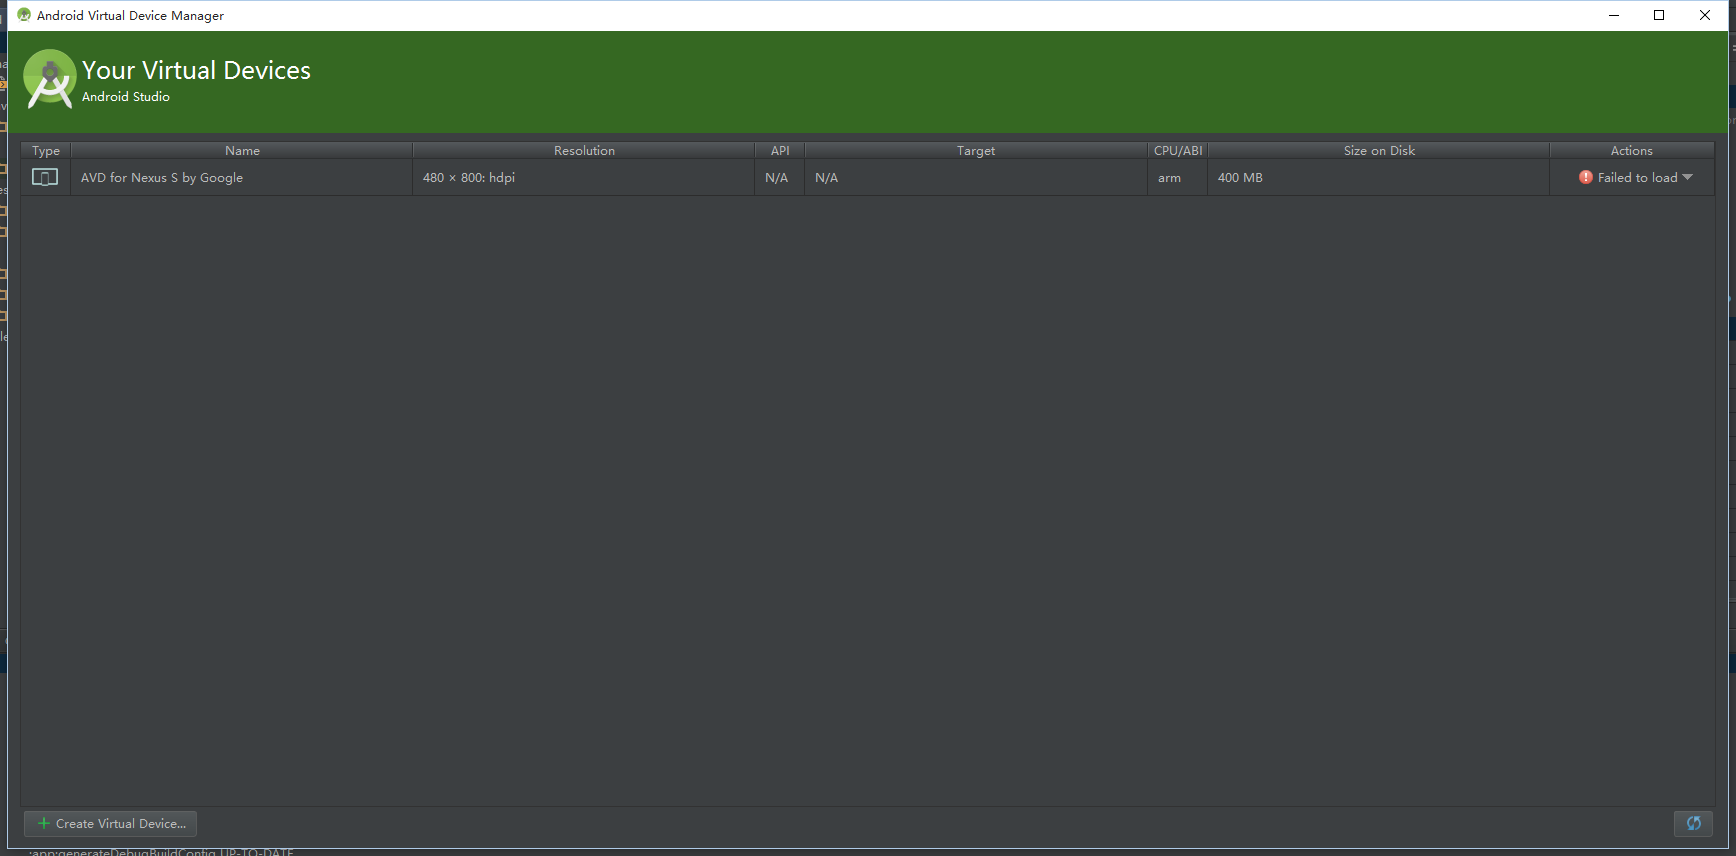 Android Virtual Device Manager
Your Virtual Devices
Android Studio
Type Name Resolution API Target CPU/ABI Size on Disk Actions
AVD for Nexus S by Google 480 × 800: hdpi N/A N/A arm 400 MB Failed to load
Create Virtual Device...
:app:generateDebugBuildConfig UP-TO-DATE